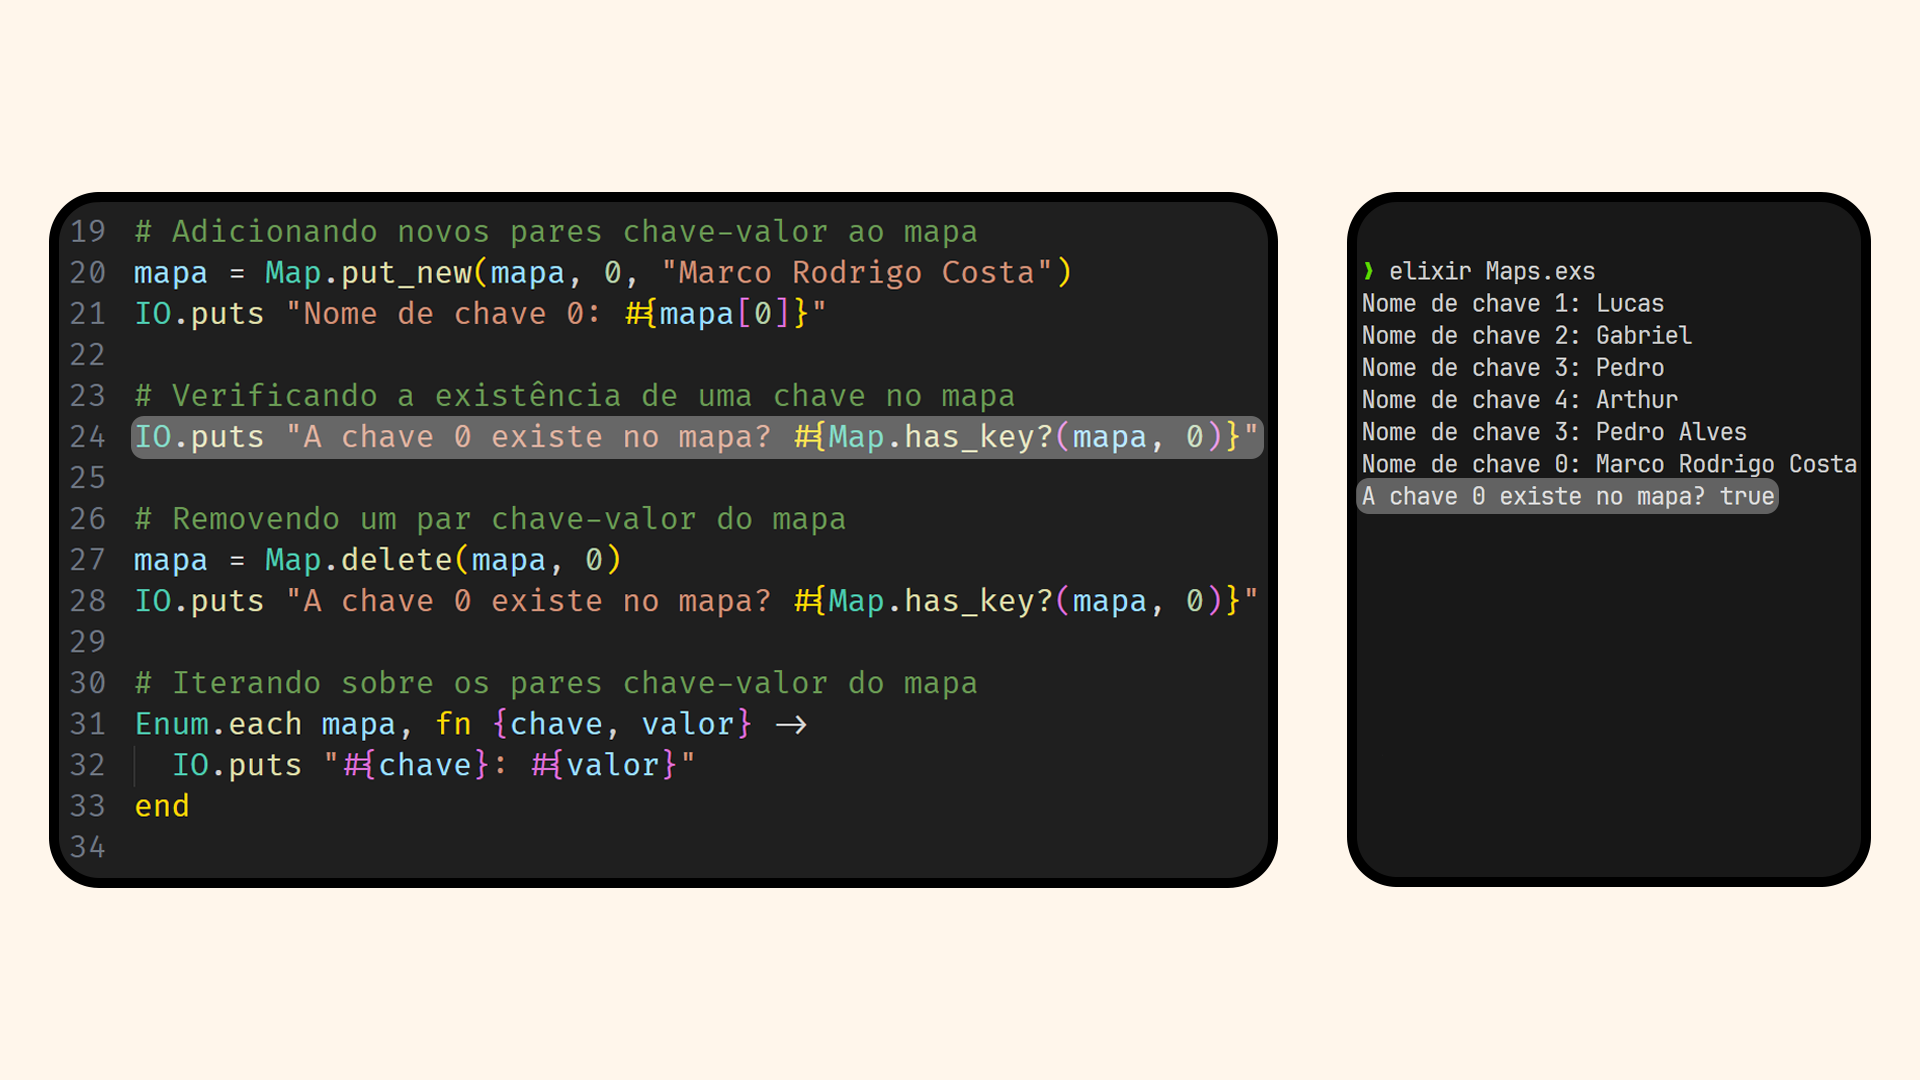 19 # Adicionando novos pares chave-valor ao mapa
20 mapa = Map.put_new(mapa, 0, "Marco Rodrigo Costa")
21 IO.puts "Nome de chave 0: #{mapa[0]}"
22
23 # Verificando a existência de uma chave no mapa
24 IO.puts "A chave 0 existe no mapa? #{Map.has_key?(mapa, 0)}"
25
26 # Removendo um par chave-valor do mapa
27 mapa = Map.delete(mapa, 0)
28 IO.puts "A chave 0 existe no mapa? #{Map.has_key?(mapa, 0)}"
29
30 # Iterando sobre os pares chave-valor do mapa
31 Enum.each mapa, fn {chave, valor} ->
32   IO.puts "#{chave}: #{valor}"
33 end
34
❯ elixir Maps.exs
Nome de chave 1: Lucas
Nome de chave 2: Gabriel
Nome de chave 3: Pedro
Nome de chave 4: Arthur
Nome de chave 3: Pedro Alves
Nome de chave 0: Marco Rodrigo Costa
A chave 0 existe no mapa? true